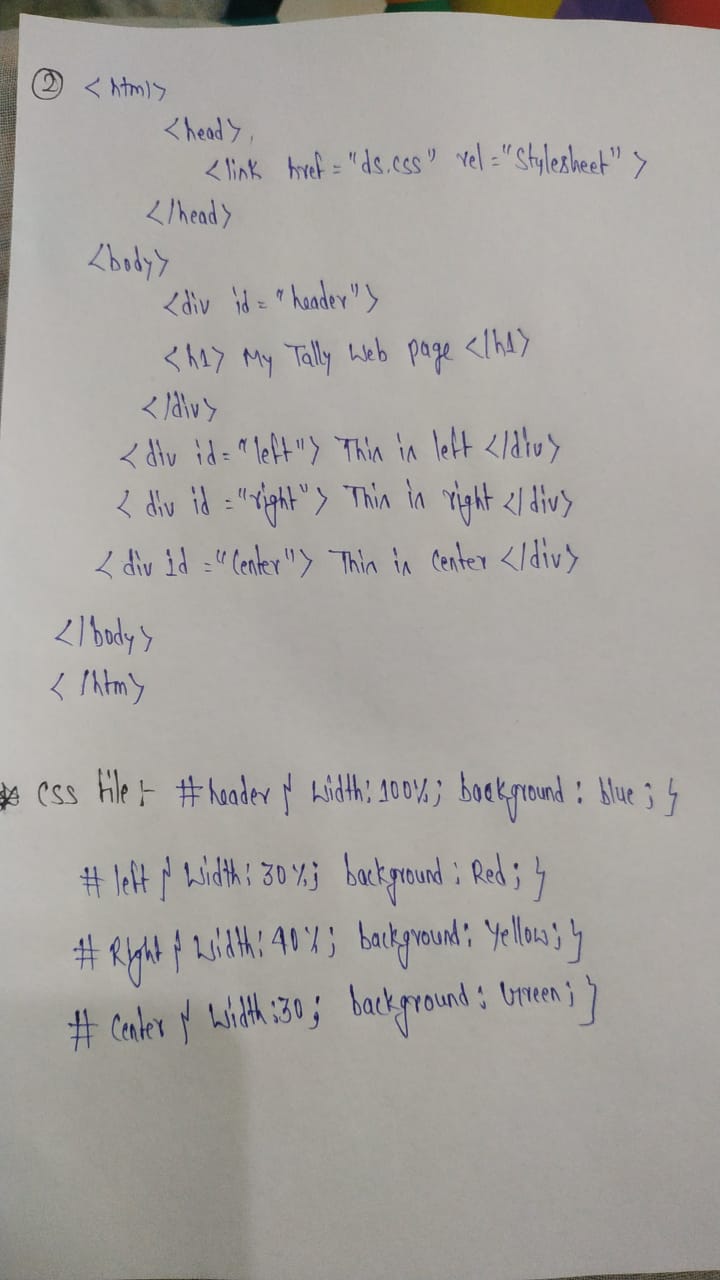 ② <html>
<head>
<link href="ds.css" rel="Stylesheet">
</head>
<body>
<div id="header">
<h1> My Tally Web page </h1>
</div>
<div id="left"> This is left </div>
<div id="right"> This is right </div>
<div id="Center"> This is Center </div>
</body>
</htm>
* CSS file :- #header { width: 100%; background: blue; }
# left { width: 30%; background: Red; }
# Right { width: 40%; background: Yellow; }
# Center { width:30; background: Green; }